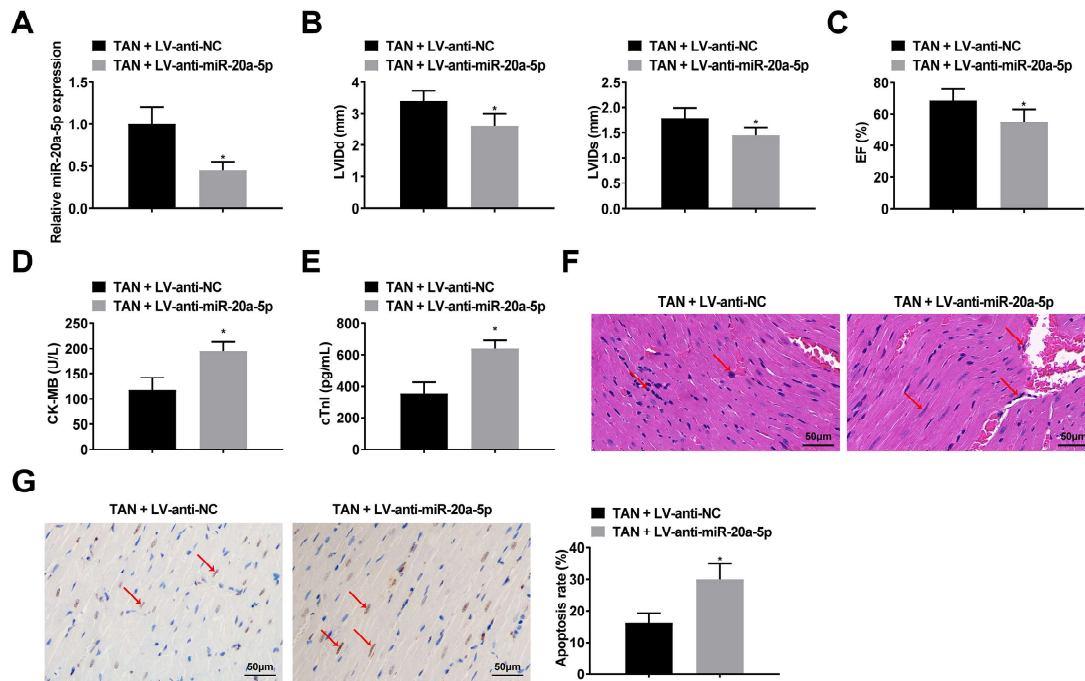 A
TAN + LV-anti-NC
TAN + LV-anti-miR-20a-5p
Relative miR-20a-5p expression
1.5
1.0
0.5
0.0
*
B
TAN + LV-anti-NC
TAN + LV-anti-miR-20a-5p
LVIDd (mm)
4
3
2
1
0
*
TAN + LV-anti-NC
TAN + LV-anti-miR-20a-5p
LVIDs (mm)
2.5
2.0
1.5
1.0
0.5
0.0
*
C
TAN + LV-anti-NC
TAN + LV-anti-miR-20a-5p
EF (%)
80
60
40
20
0
*
D
TAN + LV-anti-NC
TAN + LV-anti-miR-20a-5p
CK-MB (U/L)
250
200
150
100
50
0
*
E
TAN + LV-anti-NC
TAN + LV-anti-miR-20a-5p
cTnI (pg/mL)
800
600
400
200
0
*
F
TAN + LV-anti-NC
TAN + LV-anti-miR-20a-5p
50μm
50μm
G
TAN + LV-anti-NC
TAN + LV-anti-miR-20a-5p
50μm
50μm
TAN + LV-anti-NC
TAN + LV-anti-miR-20a-5p
Apoptosis rate (%)
40
30
20
10
0
*